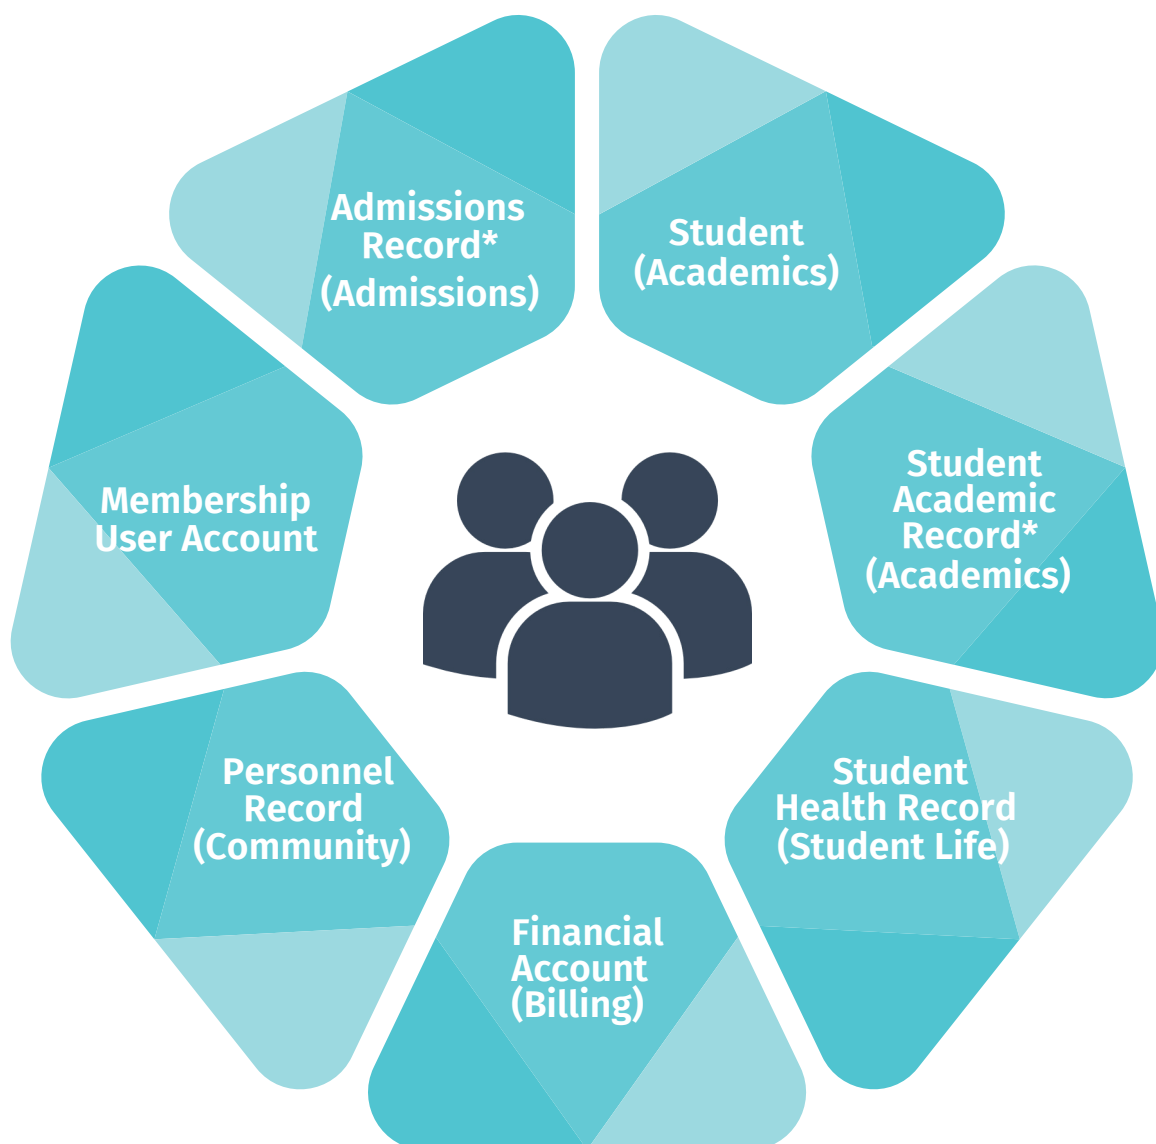 Admissions
Record*
(Admissions)
Student
(Academics)
Student
Academic
Record*
(Academics)
Student
Health Record
(Student Life)
Financial
Account
(Billing)
Personnel
Record
(Community)
Membership
User Account